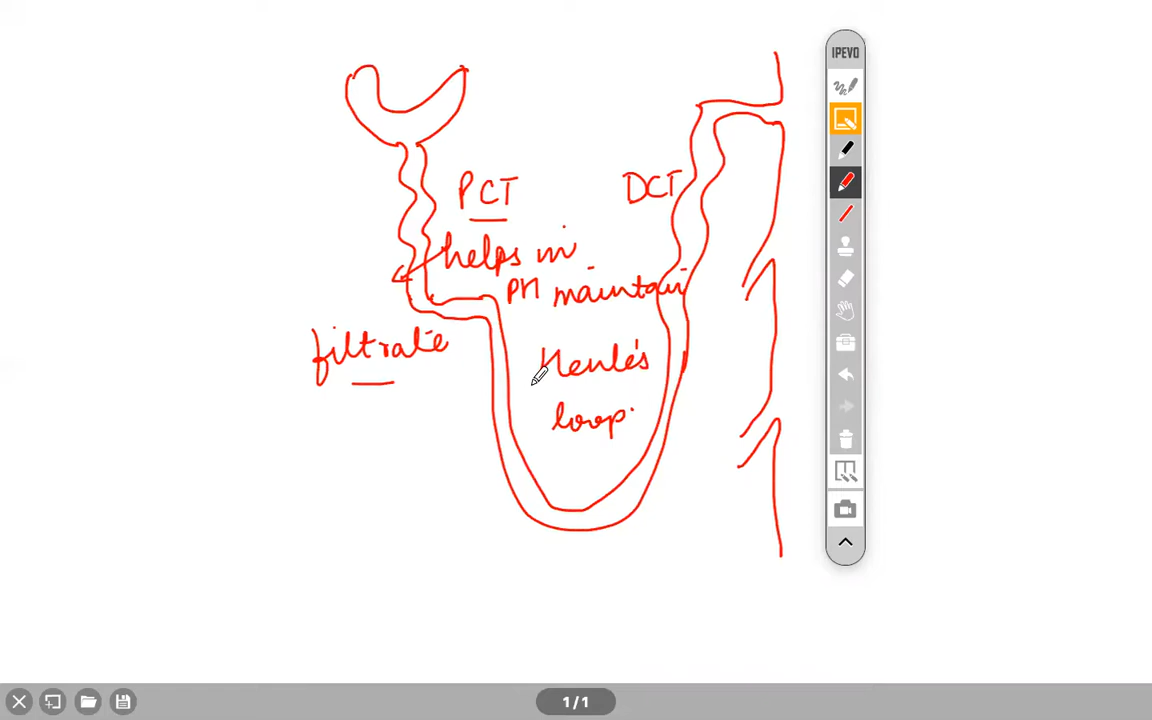 IPEVO
PCT
DCT
helps in
PH maintain
filtrate
Henle's
loop.
1/1